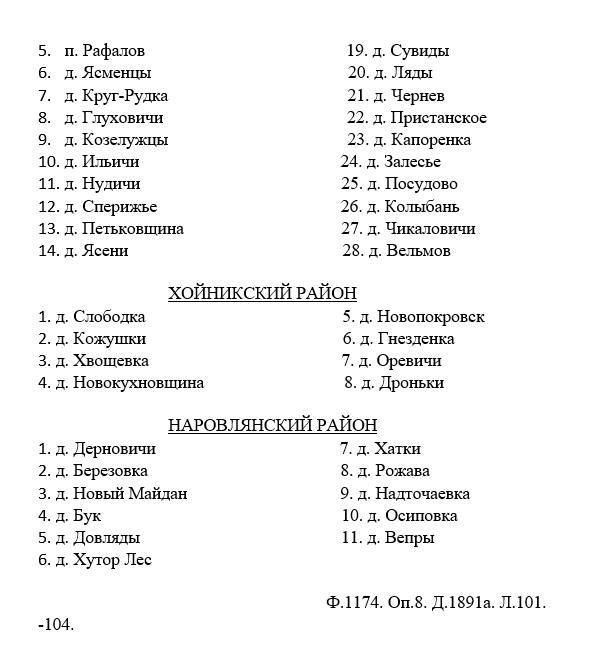 5. п. Рафалов 19. д. Сувиды
6. д. Ясменцы 20. д. Ляды
7. д. Круг-Рудка 21. д. Чернев
8. д. Глуховичи 22. д. Пристанское
9. д. Козелужцы 23. д. Капоренка
10. д. Ильичи 24. д. Залесье
11. д. Нудичи 25. д. Посудово
12. д. Сперижье 26. д. Колыбань
13. д. Петьковщина 27. д. Чикаловичи
14. д. Ясени 28. д. Вельмов
ХОЙНИКСКИЙ РАЙОН
1. д. Слободка 5. д. Новопокровск
2. д. Кожушки 6. д. Гнезденка
3. д. Хвощевка 7. д. Оревичи
4. д. Новокухновщина 8. д. Дроньки
НАРОВЛЯНСКИЙ РАЙОН
1. д. Дерновичи 7. д. Хатки
2. д. Березовка 8. д. Рожава
3. д. Новый Майдан 9. д. Надточаевка
4. д. Бук 10. д. Осиповка
5. д. Довляды 11. д. Вепры
6. д. Хутор Лес
Ф.1174. Оп.8. Д.1891а. Л.101.
-104.